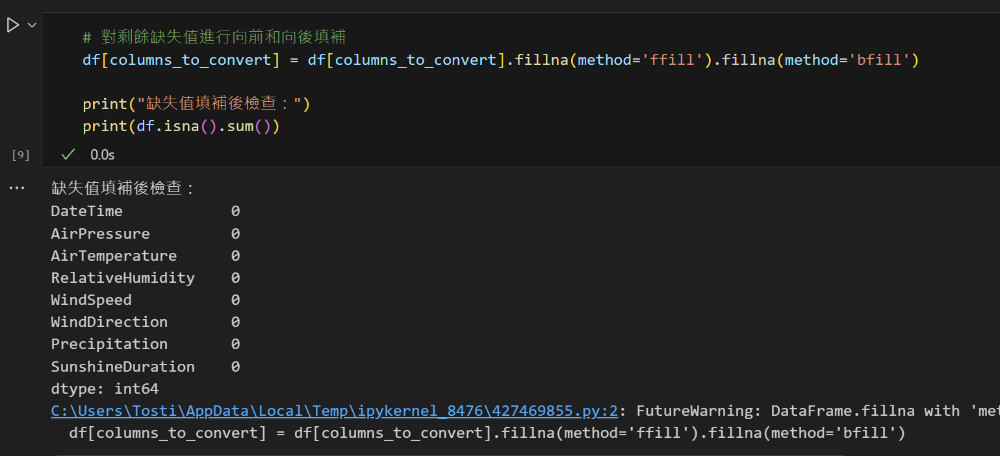 # 對剩餘缺失值進行向前和向後填補
df[columns_to_convert] = df[columns_to_convert].fillna(method='ffill').fillna(method='bfill')
print("缺失值填補後檢查：")
print(df.isna().sum())
[9]
0.0s
缺失值填補後檢查：
DateTime 0
AirPressure 0
AirTemperature 0
RelativeHumidity 0
WindSpeed 0
WindDirection 0
Precipitation 0
SunshineDuration 0
dtype: int64
C:\Users\Tosti\AppData\Local\Temp\ipykernel_8476\427469855.py:2: FutureWarning: DataFrame.fillna with
df[columns_to_convert] = df[columns_to_convert].fillna(method='ffill').fillna(method='bfill')